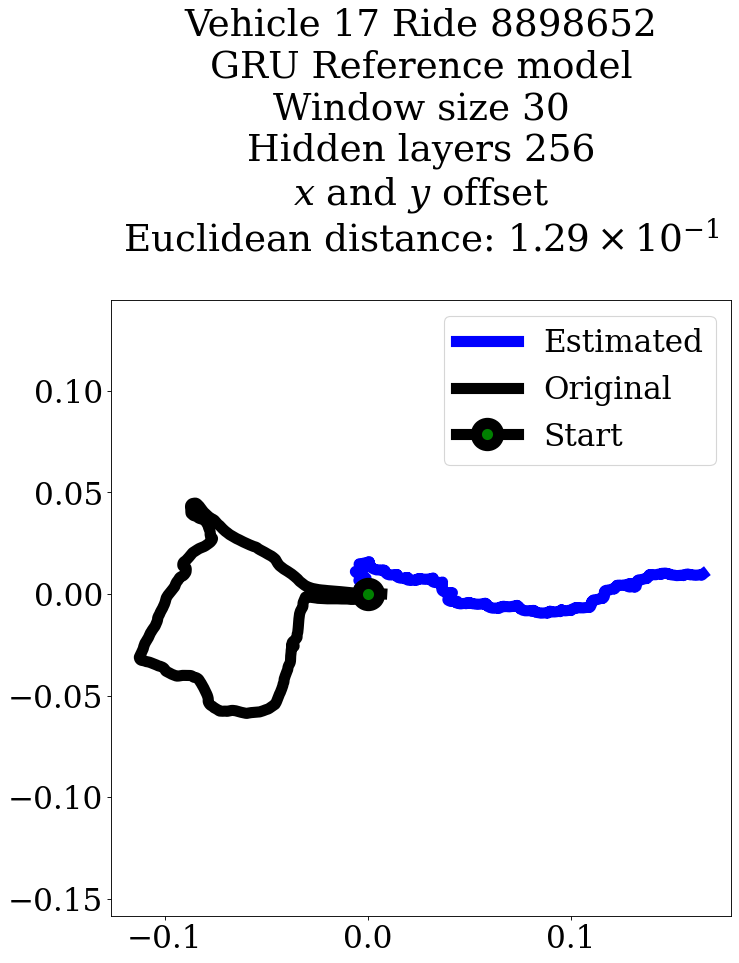 Vehicle 17 Ride 8898652
GRU Reference model
Window size 30
Hidden layers 256
x and y offset
Euclidean distance: 1.29 × 10⁻¹
Estimated
Original
Start
0.10
0.05
0.00
−0.05
−0.10
−0.15
−0.1
0.0
0.1